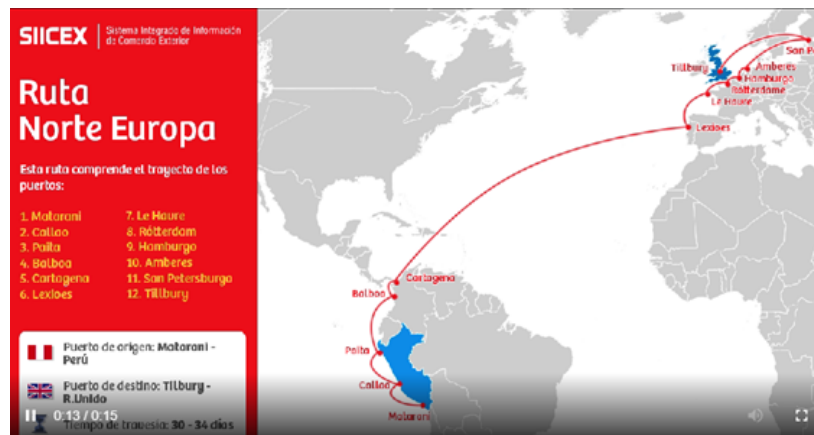 SIICEX
Sistema Integrado de Información
de Comercio Exterior
Ruta
Norte Europa
Esta ruta comprende el trayecto de los
puertos:
1. Matarani
2. Callao
3. Paita
4. Balboa
5. Cartagena
6. Lexioes
7. Le Havre
8. Rótterdam
9. Hamburgo
10. Amberes
11. San Petersburgo
12. Tillbury
Puerto de origen: Matarani -
Perú
Puerto de destino: Tilbury -
R.Unido
Tiempo de travesía: 30 - 34 días
0:13 / 0:15
Tillbury
San P
Amberes
Hamburgo
Rótterdame
Le Havre
Lexioes
Cartagena
Balboa
Paita
Callao
Matarani